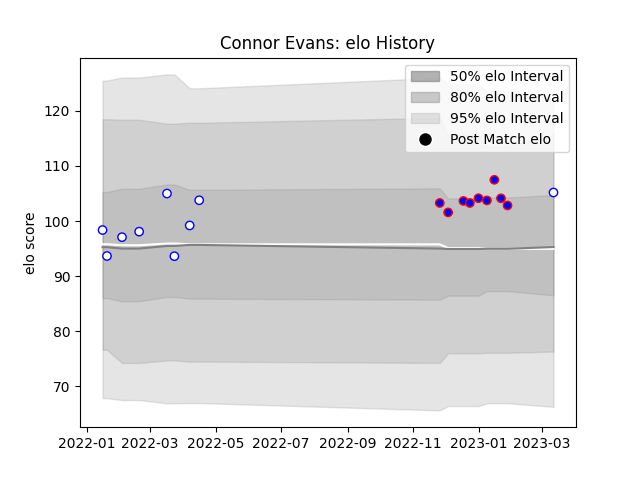 Connor Evans: elo History
50% elo Interval
80% elo Interval
95% elo Interval
Post Match elo
elo score
120
110
100
90
80
70
2022-01 2022-03 2022-05 2022-07 2022-09 2022-11 2023-01 2023-03